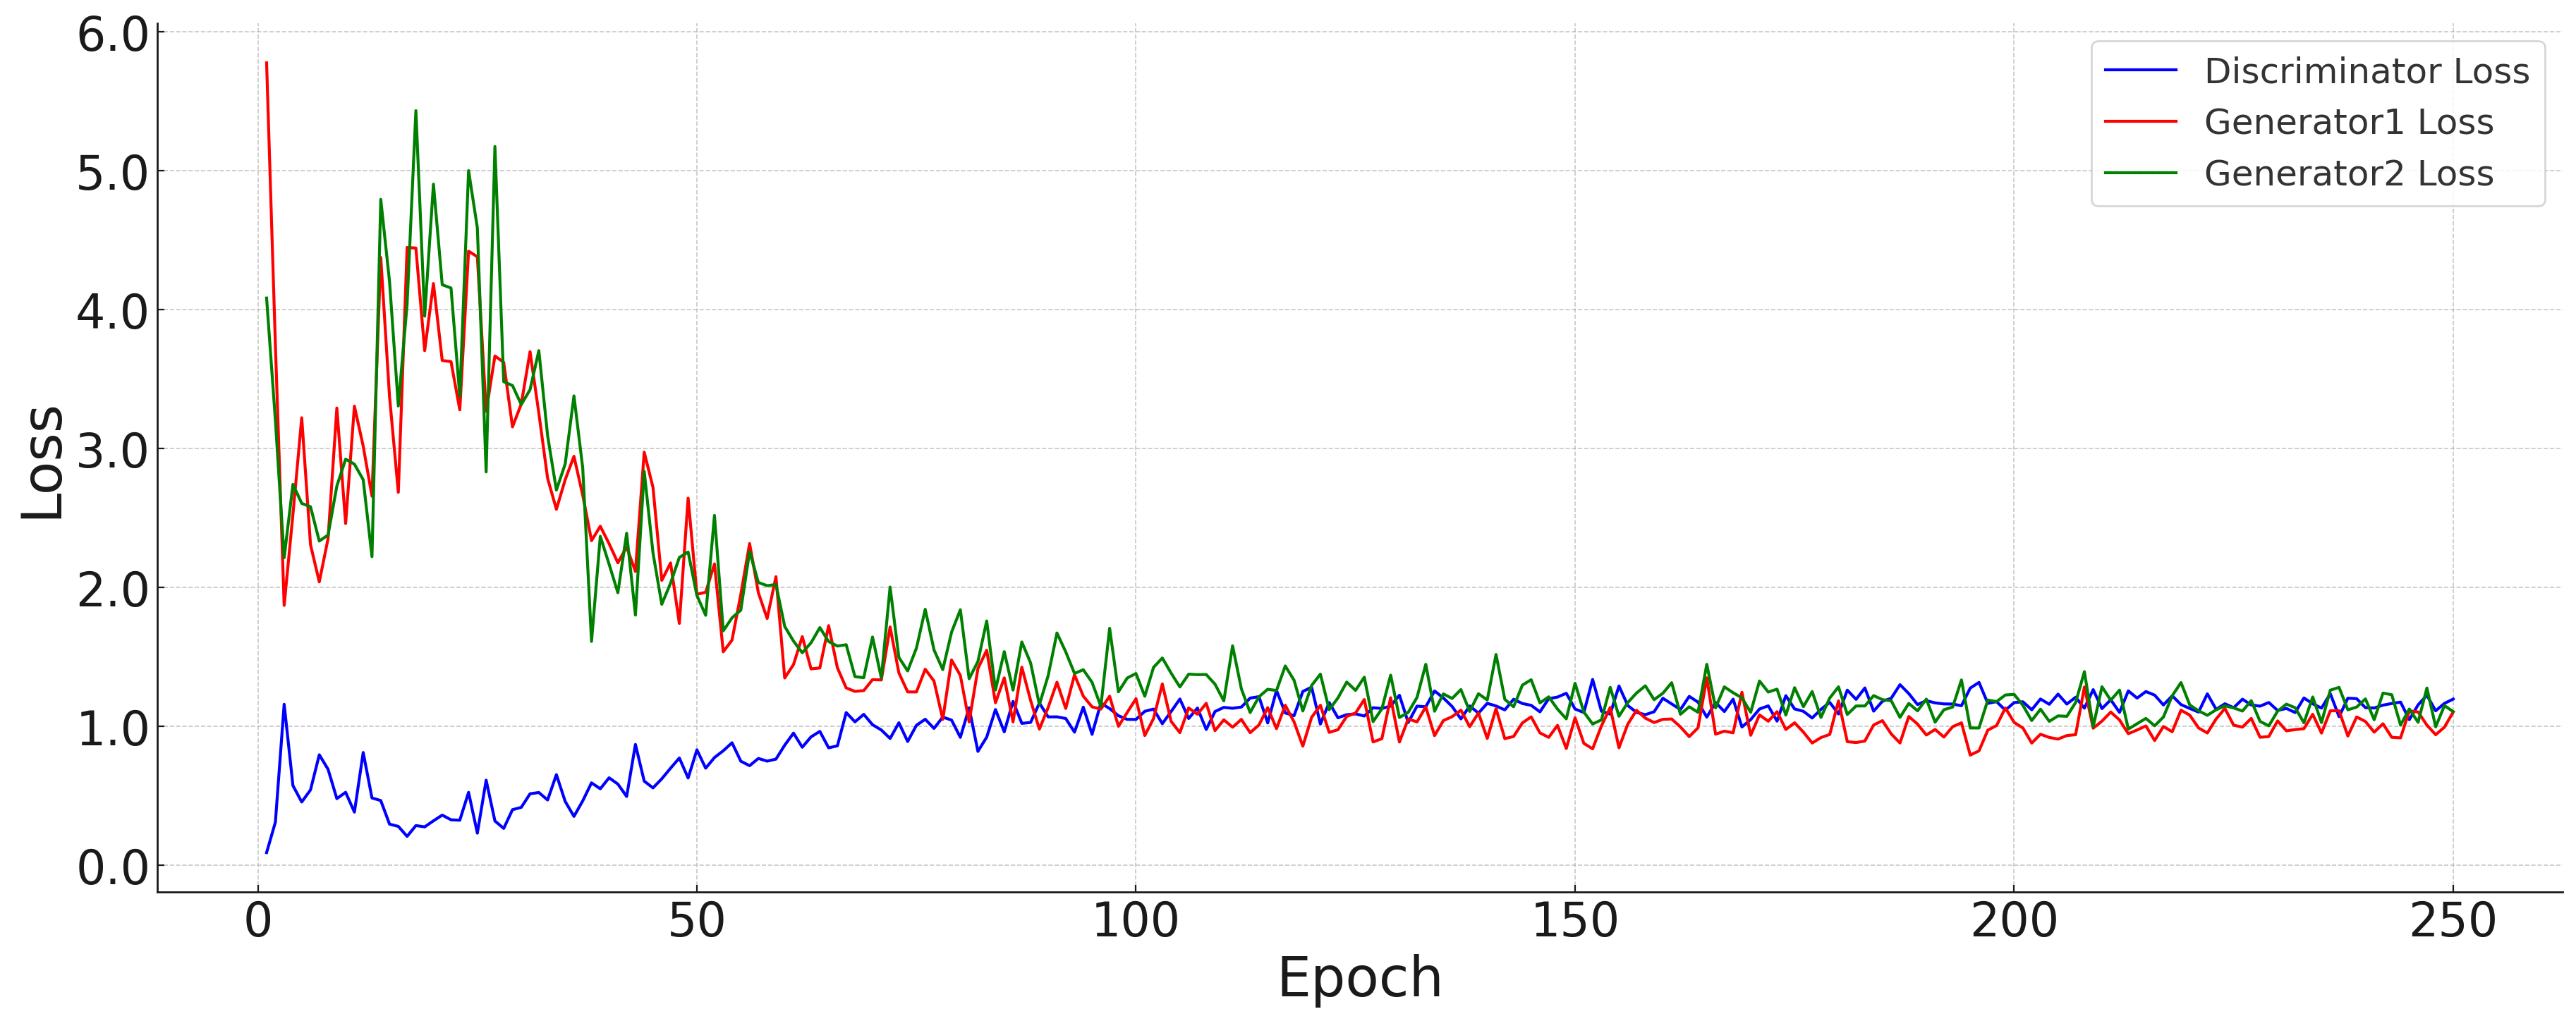 6.0
5.0
4.0
3.0
2.0
1.0
0.0
Loss
0
50
100
150
200
250
Epoch
Discriminator Loss
Generator1 Loss
Generator2 Loss